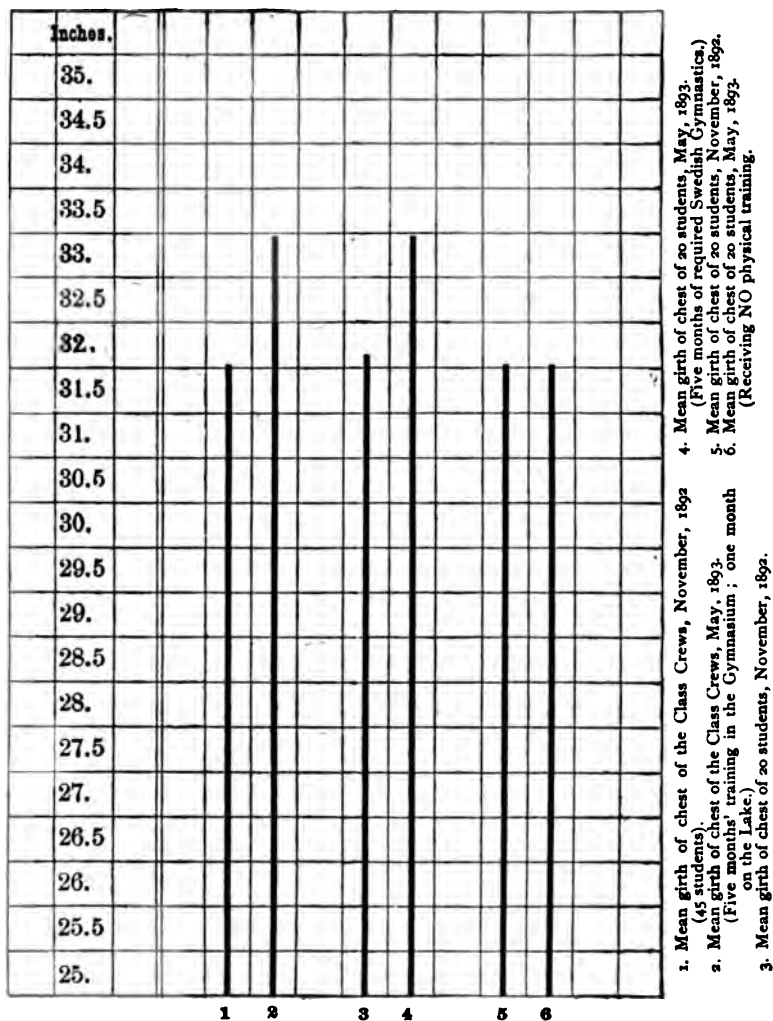 Inches.
35.
34.5
34.
33.5
33.
32.5
32.
31.5
31.
30.5
30.
29.5
29.
28.5
28.
27.5
27.
26.5
26.
25.5
25.
1 2 3 4 5 6
1. Mean girth of chest of the Class Crews, November, 1892
(45 students).
2. Mean girth of chest of the Class Crews, May, 1893.
(Five months' training in the Gymnasium; one month
on the Lake.)
3. Mean girth of chest of 20 students, November, 1892.
4. Mean girth of chest of 20 students, May, 1893.
(Five months of required Swedish Gymnastics.)
5. Mean girth of chest of 20 students, November, 1892.
6. Mean girth of chest of 20 students, May, 1893.
(Receiving NO physical training.